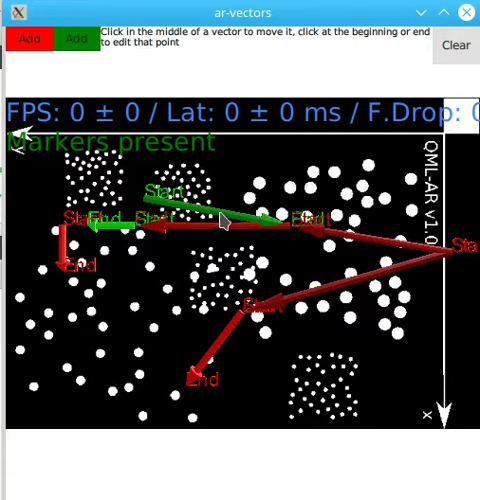 ar-vectors
Add Add Click in the middle of a vector to move it, click at the beginning or end
to edit that point
Clear
FPS: 0 ± 0 / Lat: 0 ± 0 ms / F.Drop: 0
Markers present
y
QML-AR v1.0
Start
Start
End
Start
Sta
End
Start
End
x